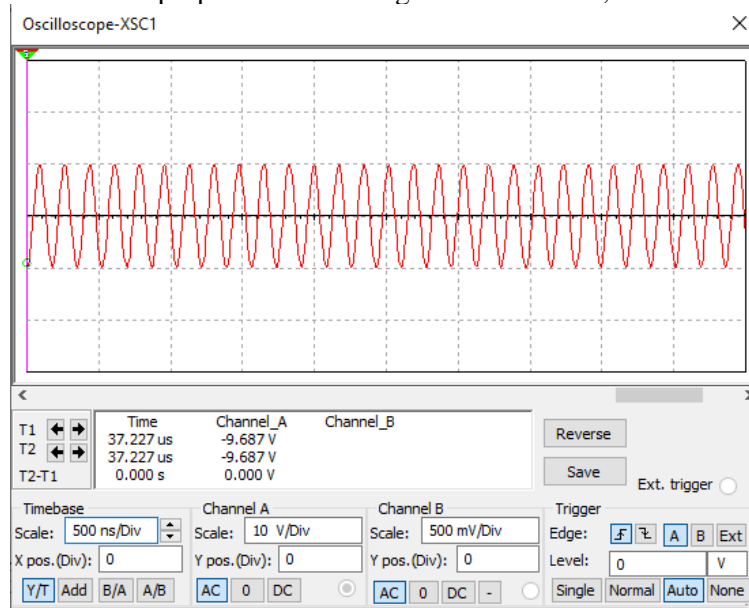 Oscilloscope-XSC1
Time Channel_A Channel_B
T1 37.227 us -9.687 V
T2 37.227 us -9.687 V
T2-T1 0.000 s 0.000 V
Reverse
Save
Ext. trigger
Timebase
Scale: 500 ns/Div
X pos.(Div): 0
Y/T Add B/A A/B
Channel A
Scale: 10 V/Div
Y pos.(Div): 0
AC 0 DC
Channel B
Scale: 500 mV/Div
Y pos.(Div): 0
AC 0 DC -
Trigger
Edge: A B Ext
Level: 0 V
Single Normal Auto None